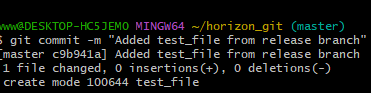 www@DESKTOP-HC5JEMO MINGW64 ~/horizon_git (master)
$ git commit -m "Added test_file from release branch"
[master c9b941a] Added test_file from release branch
1 file changed, 0 insertions(+), 0 deletions(-)
create mode 100644 test_file